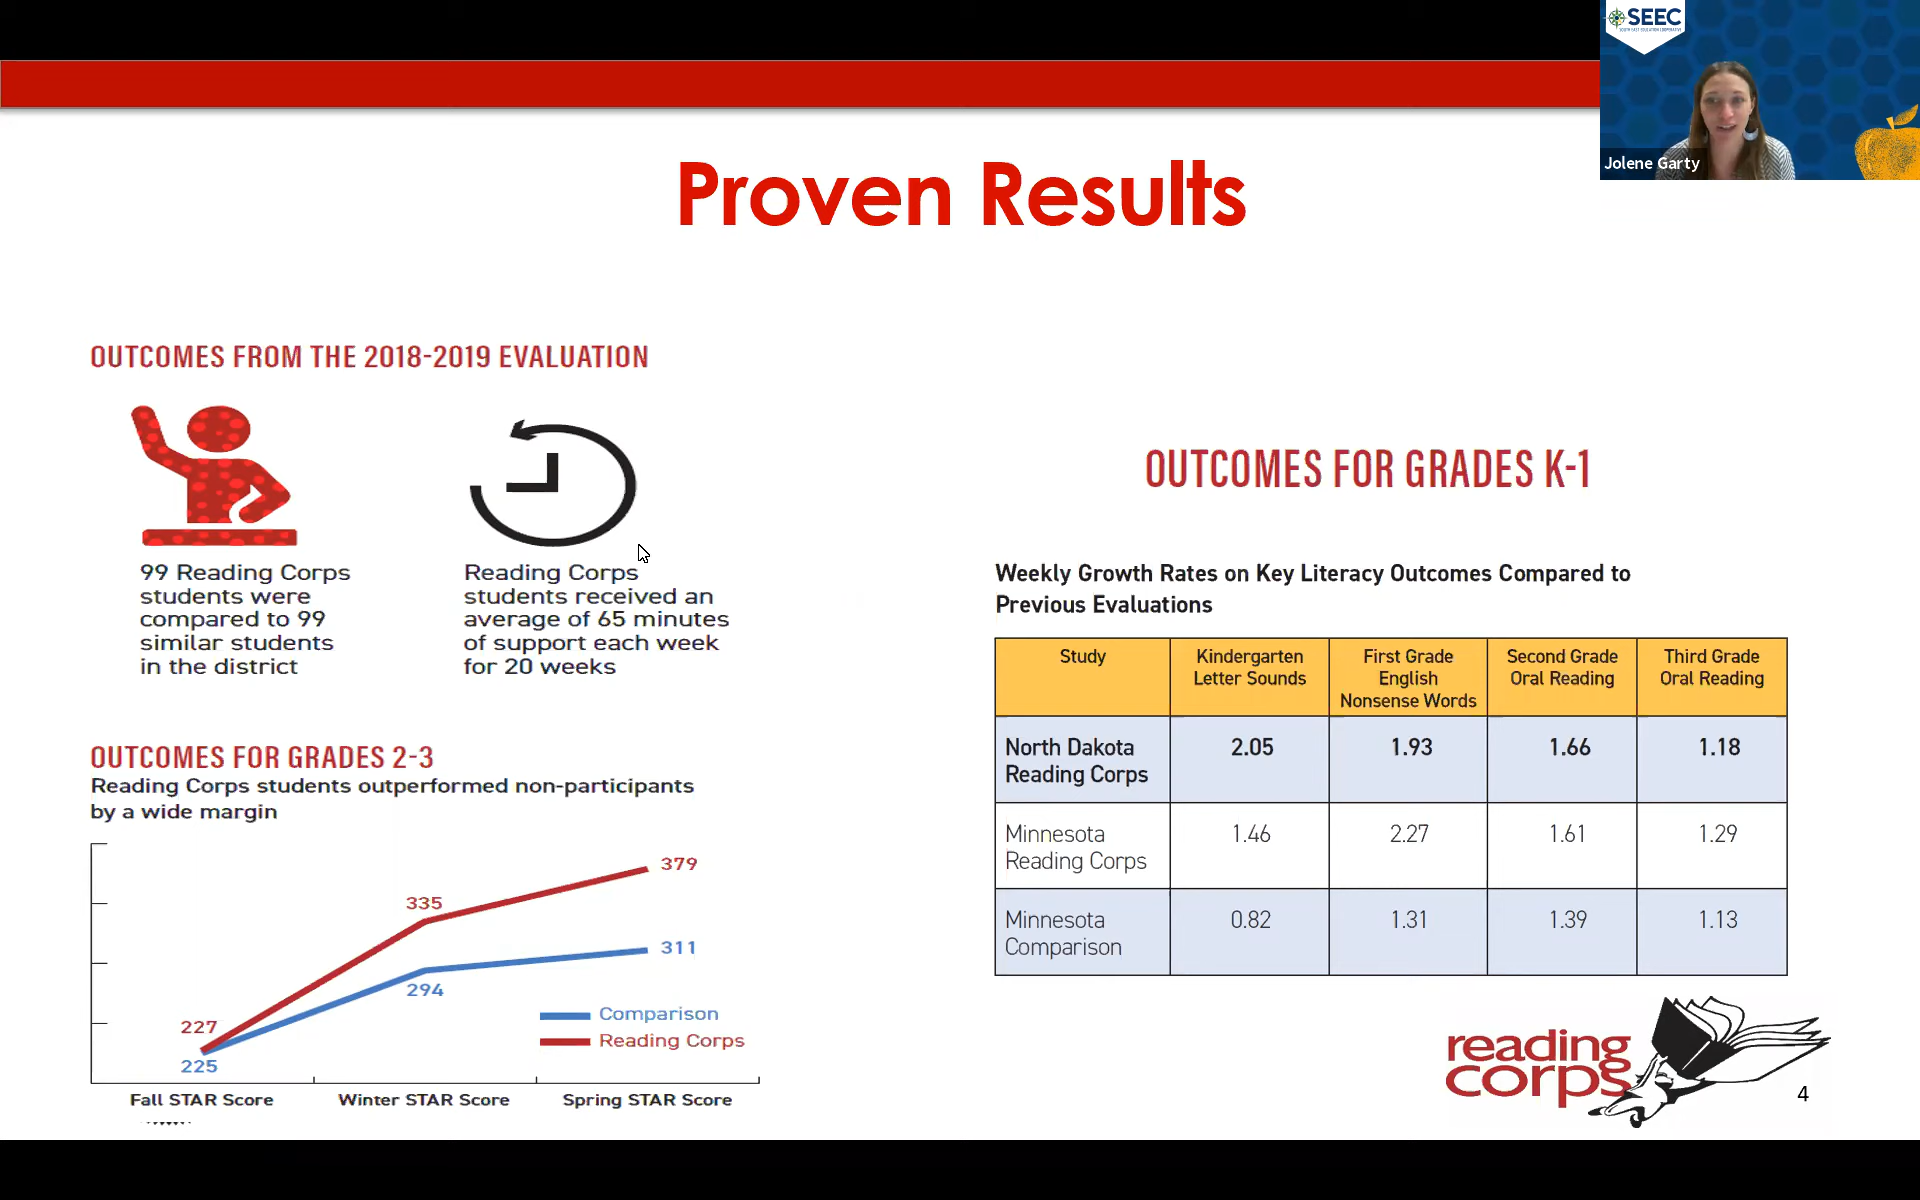 SEEC
SOUTH EAST EDUCATION COOPERATIVE
Jolene Garty
Proven Results
OUTCOMES FROM THE 2018-2019 EVALUATION
99 Reading Corps
students were
compared to 99
similar students
in the district
Reading Corps
students received an
average of 65 minutes
of support each week
for 20 weeks
OUTCOMES FOR GRADES 2-3
Reading Corps students outperformed non-participants
by a wide margin
379
335
311
294
227
225
Comparison
Reading Corps
Fall STAR Score
Winter STAR Score
Spring STAR Score
OUTCOMES FOR GRADES K-1
Weekly Growth Rates on Key Literacy Outcomes Compared to
Previous Evaluations
Study
Kindergarten
Letter Sounds
First Grade
English
Nonsense Words
Second Grade
Oral Reading
Third Grade
Oral Reading
North Dakota
Reading Corps
2.05
1.93
1.66
1.18
Minnesota
Reading Corps
1.46
2.27
1.61
1.29
Minnesota
Comparison
0.82
1.31
1.39
1.13
reading
corps
4